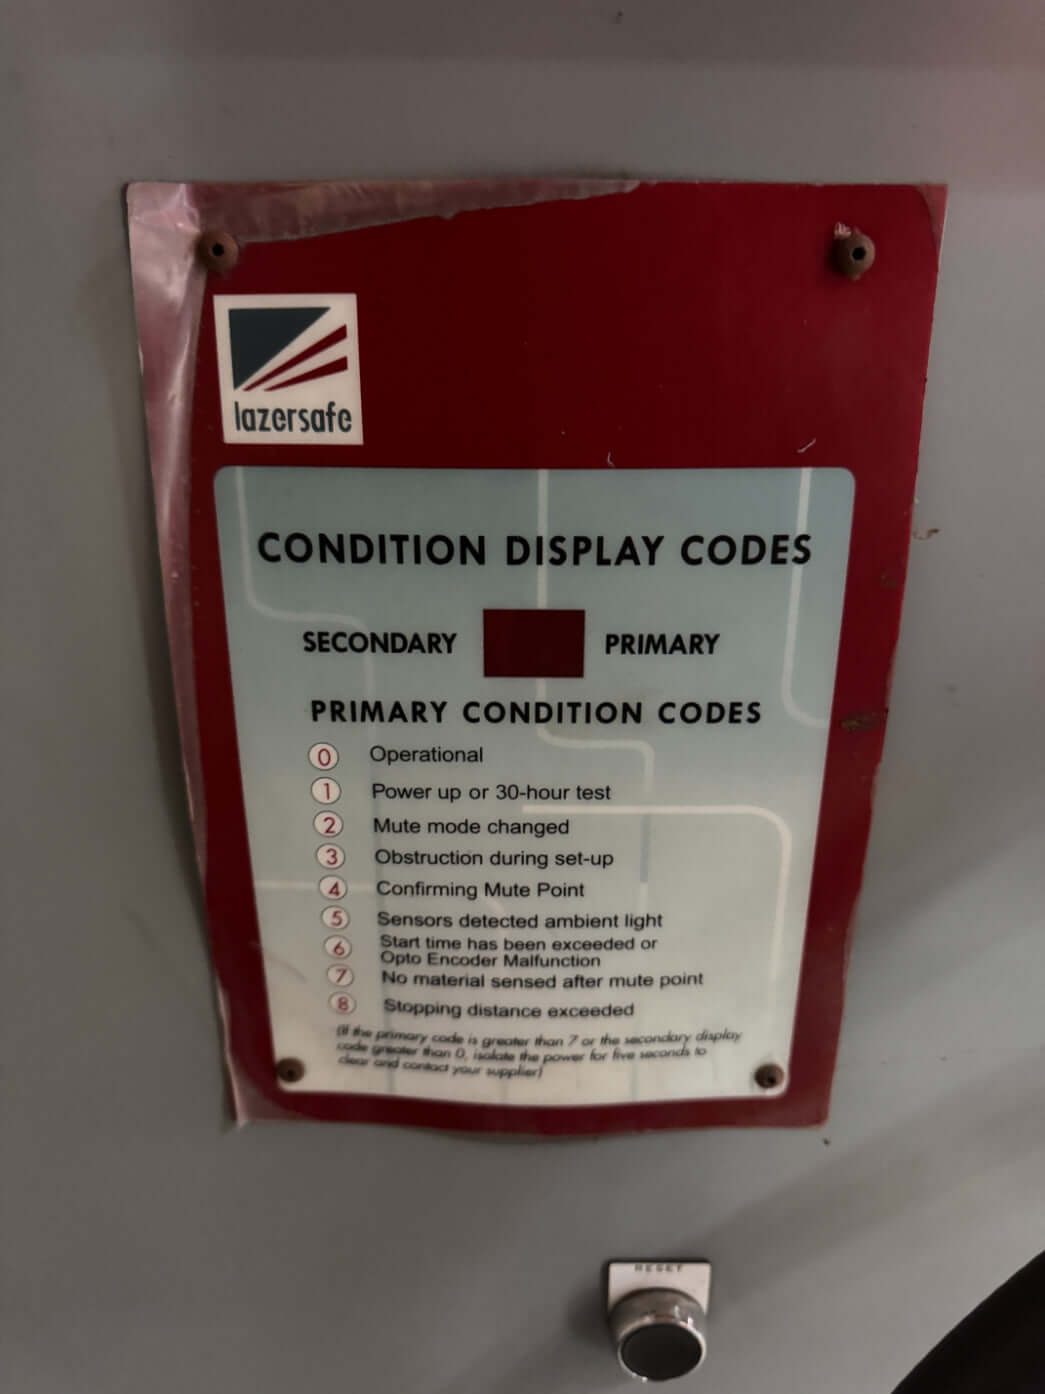 lazersafe
CONDITION DISPLAY CODES
SECONDARY PRIMARY
PRIMARY CONDITION CODES
0 Operational
1 Power up or 30-hour test
2 Mute mode changed
3 Obstruction during set-up
4 Confirming Mute Point
5 Sensors detected ambient light
6 Start time has been exceeded or
Opto Encoder Malfunction
7 No material sensed after mute point
8 Stopping distance exceeded
(If the primary code is greater than 7 or the secondary display
code greater than 0, isolate the power for five seconds to
clear and contact your supplier)
RESET